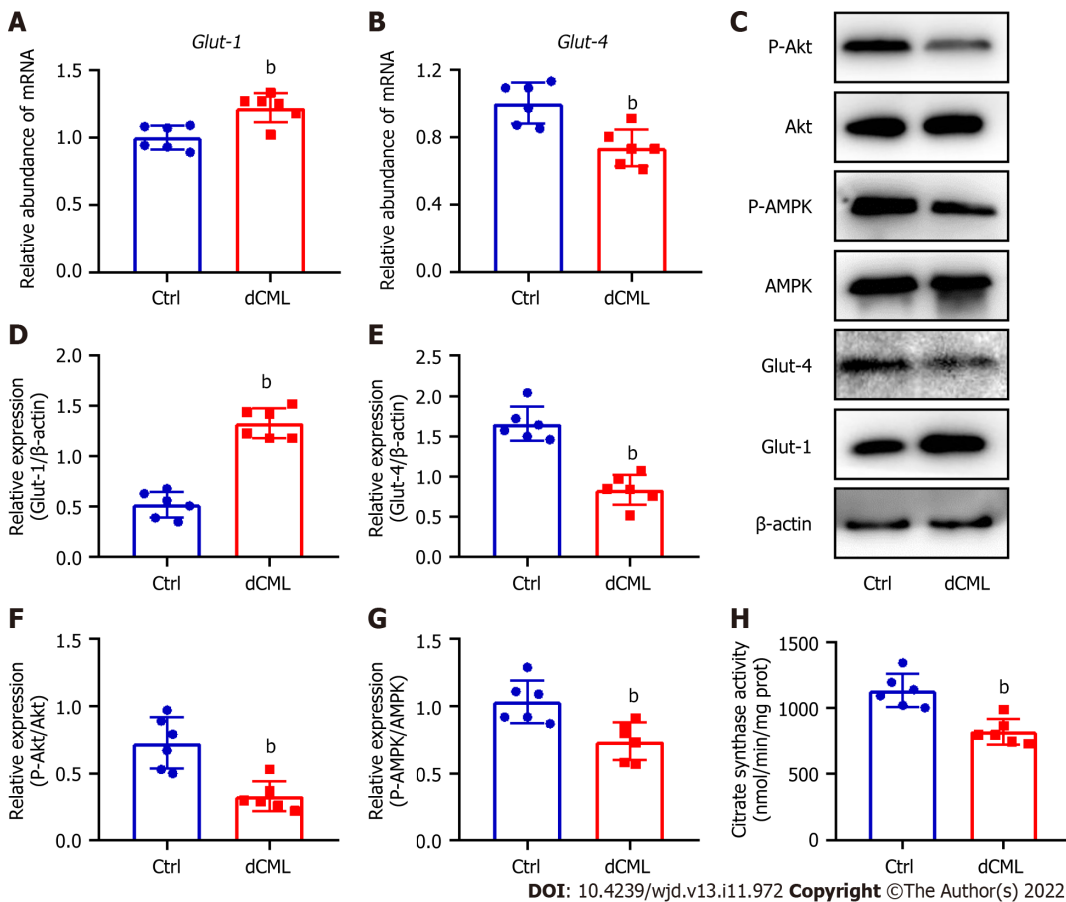 A
Glut-1
Relative abundance of mRNA
1.5
1.0
0.5
0.0
b
Ctrl
dCML
B
Glut-4
Relative abundance of mRNA
1.2
0.8
0.4
0.0
b
Ctrl
dCML
C
P-Akt
Akt
P-AMPK
AMPK
Glut-4
Glut-1
β-actin
Ctrl
dCML
D
Relative expression
(Glut-1/β-actin)
2.0
1.5
1.0
0.5
0.0
b
Ctrl
dCML
E
Relative expression
(Glut-4/β-actin)
2.5
2.0
1.5
1.0
0.5
0.0
b
Ctrl
dCML
F
Relative expression
(P-Akt/Akt)
1.5
1.0
0.5
0.0
b
Ctrl
dCML
G
Relative expression
(P-AMPK/AMPK)
1.5
1.0
0.5
0.0
b
Ctrl
dCML
H
Citrate synthase activity
(nmol/min/mg prot)
1500
1000
500
0
b
Ctrl
dCML
DOI: 10.4239/wjd.v13.i11.972 Copyright ©The Author(s) 2022